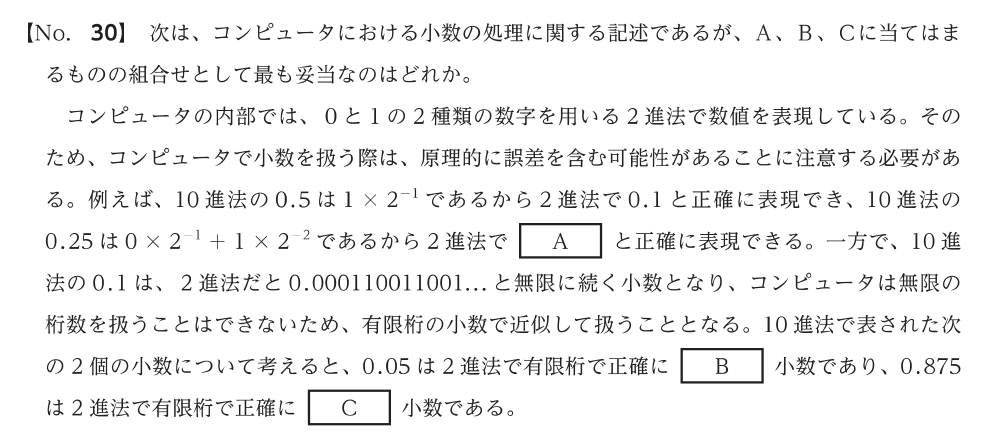 【No. 30】 次は、コンピュータにおける小数の処理に関する記述であるが、A、B、Cに当てはま
るものの組合せとして最も妥当なのはどれか。
コンピュータの内部では、0と1の2種類の数字を用いる2進法で数値を表現している。その
ため、コンピュータで小数を扱う際は、原理的に誤差を含む可能性があることに注意する必要があ
る。例えば、10進法の0.5は1×2⁻¹であるから2進法で0.1と正確に表現でき、10進法の
0.25は0×2⁻¹＋1×2⁻²であるから2進法で A と正確に表現できる。一方で、10進
法の0.1は、2進法だと0.000110011001...と無限に続く小数となり、コンピュータは無限の
桁数を扱うことはできないため、有限桁の小数で近似して扱うこととなる。10進法で表された次
の2個の小数について考えると、0.05は2進法で有限桁で正確に B 小数であり、0.875
は2進法で有限桁で正確に C 小数である。